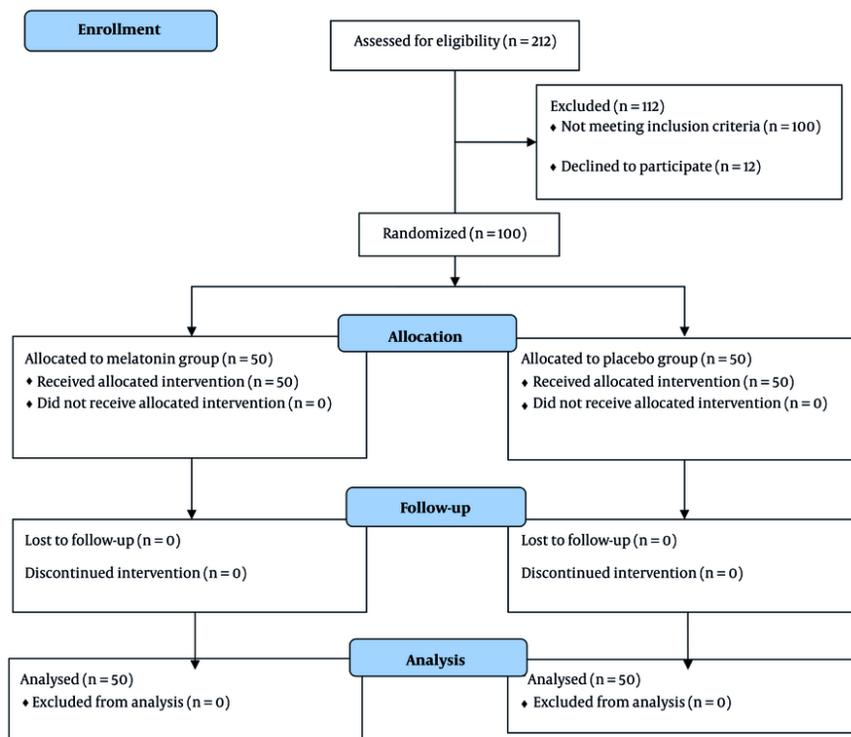 Enrollment
Assessed for eligibility (n = 212)
Excluded (n = 112)
♦ Not meeting inclusion criteria (n = 100)
♦ Declined to participate (n = 12)
Randomized (n = 100)
Allocation
Allocated to melatonin group (n = 50)
♦ Received allocated intervention (n = 50)
♦ Did not receive allocated intervention (n = 0)
Allocated to placebo group (n = 50)
♦ Received allocated intervention (n = 50)
♦ Did not receive allocated intervention (n = 0)
Follow-up
Lost to follow-up (n = 0)
Discontinued intervention (n = 0)
Lost to follow-up (n = 0)
Discontinued intervention (n = 0)
Analysis
Analysed (n = 50)
♦ Excluded from analysis (n = 0)
Analysed (n = 50)
♦ Excluded from analysis (n = 0)